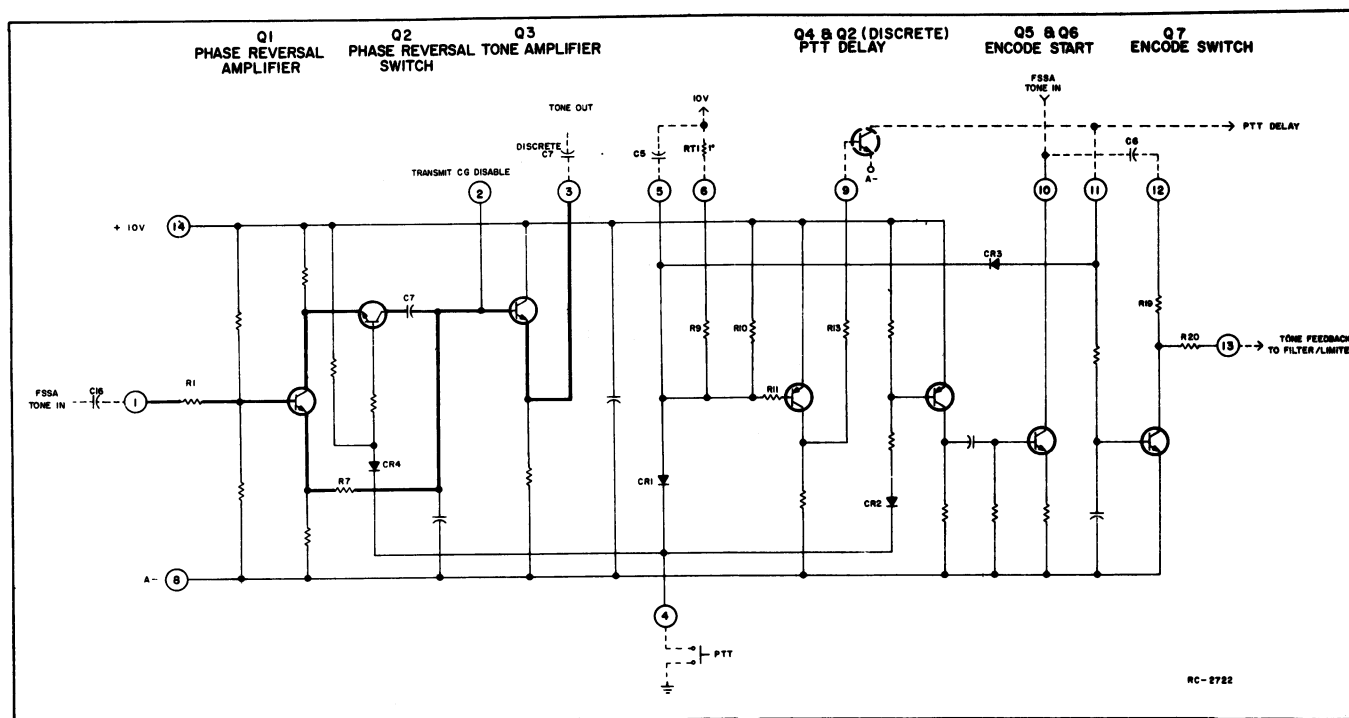 Q1
PHASE REVERSAL
AMPLIFIER
Q2
PHASE REVERSAL
SWITCH
Q3
TONE AMPLIFIER
Q4 & Q2 (DISCRETE)
PTT DELAY
Q5 & Q6
ENCODE START
Q7
ENCODE SWITCH
FSSA
TONE IN
10V
TONE OUT
PTT DELAY
DISCRETE
C7
C5
RT1
1°
C6
A-
TRANSMIT CG DISABLE
2
3
5
6
9
10
11
12
+ 10V
14
CR3
C7
R9
R10
R13
R19
R20
13
TONE FEEDBACK
TO FILTER/LIMITE
FSSA
TONE IN
C16
1
R1
R11
CR4
CR1
R7
CR2
A-
8
4
PTT
RC-2722